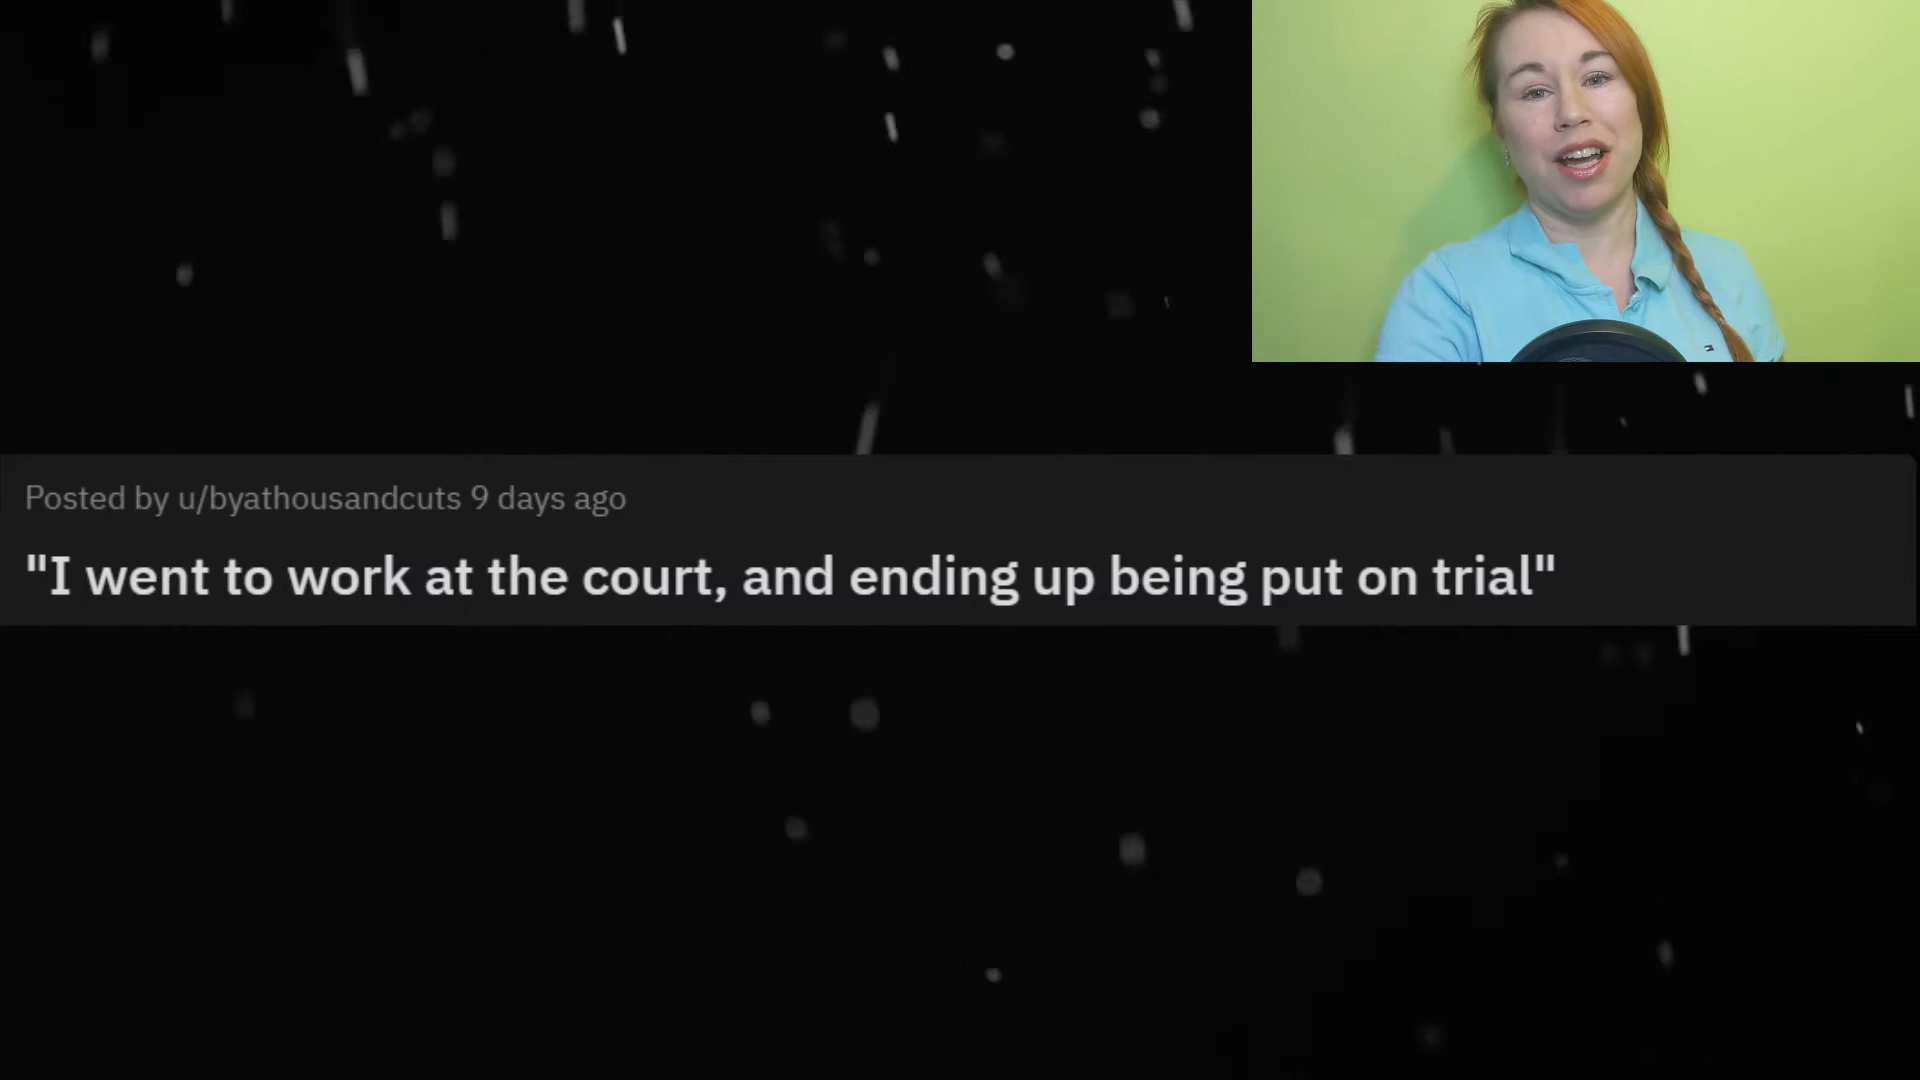 Posted by u/byathousandcuts 9 days ago
"I went to work at the court, and ending up being put on trial"